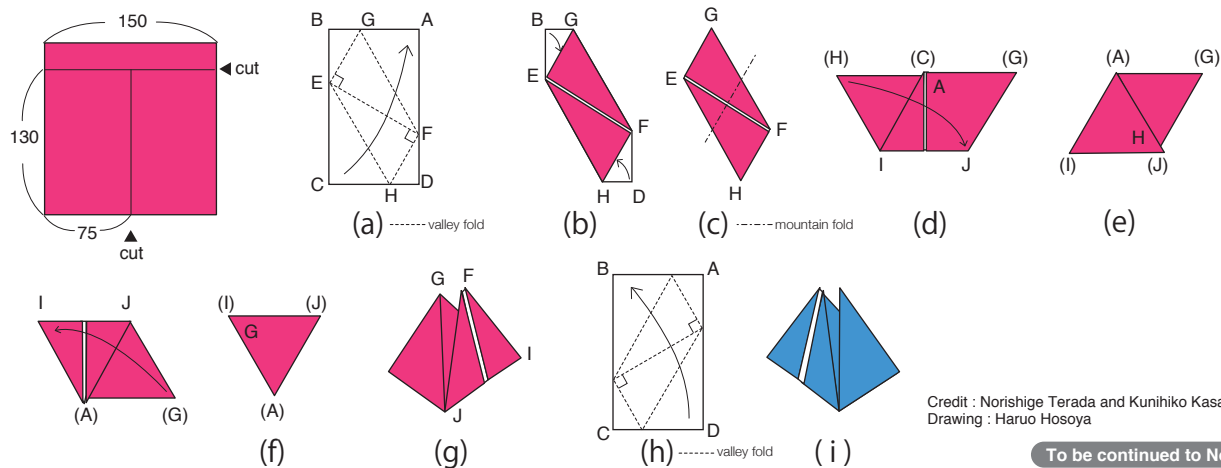 150
cut
130
75
cut
B G A
E
F
C H D
(a)
valley fold
B G
E
F
H D
(b)
G
E
F
H
(c)
mountain fold
(H) (C) (G)
A
I J
(d)
(A) (G)
H
(I) (J)
(e)
I J
(A) (G)
(I) (J)
G
(A)
(f)
G F
I
J
(g)
B A
C D
(h)
valley fold
(i)
Credit : Norishige Terada and Kunihiko Kasa
Drawing : Haruo Hosoya
To be continued to